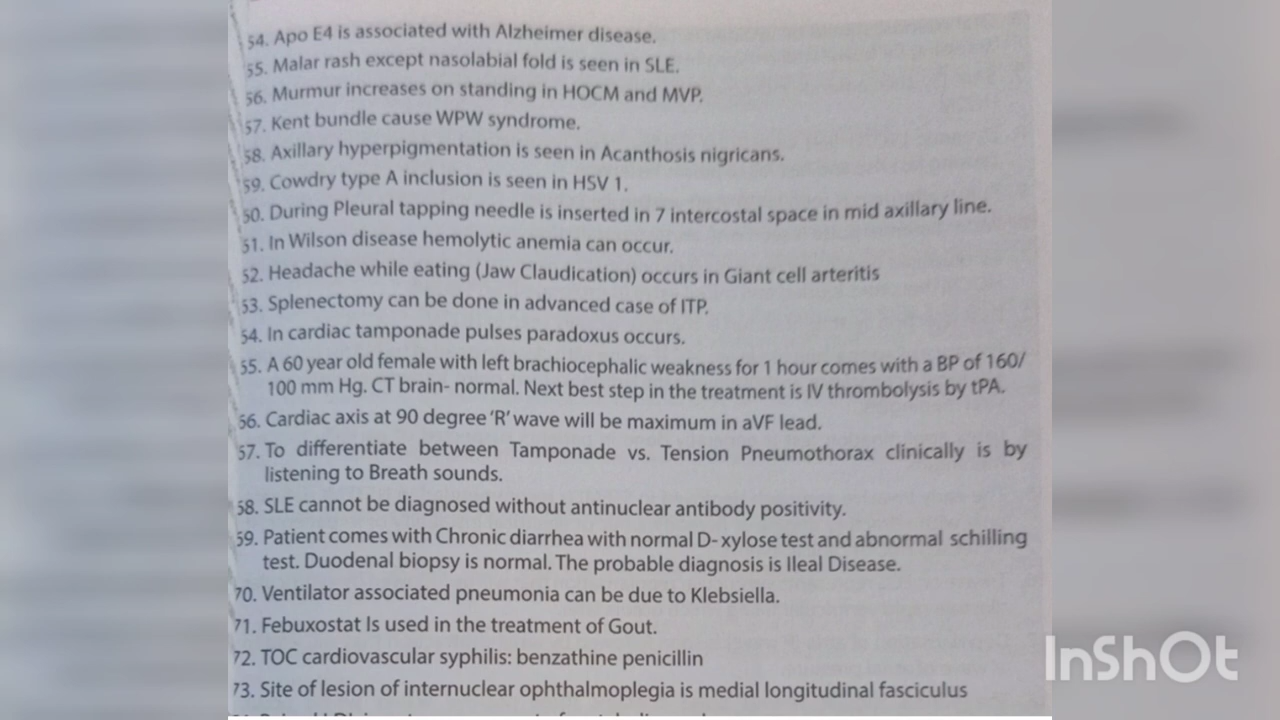 54. Apo E4 is associated with Alzheimer disease.
55. Malar rash except nasolabial fold is seen in SLE.
56. Murmur increases on standing in HOCM and MVP.
57. Kent bundle cause WPW syndrome.
58. Axillary hyperpigmentation is seen in Acanthosis nigricans.
59. Cowdry type A inclusion is seen in HSV 1.
50. During Pleural tapping needle is inserted in 7 intercostal space in mid axillary line.
51. In Wilson disease hemolytic anemia can occur.
52. Headache while eating (Jaw Claudication) occurs in Giant cell arteritis
53. Splenectomy can be done in advanced case of ITP.
54. In cardiac tamponade pulses paradoxus occurs.
55. A 60 year old female with left brachiocephalic weakness for 1 hour comes with a BP of 160/
100 mm Hg. CT brain- normal. Next best step in the treatment is IV thrombolysis by tPA.
56. Cardiac axis at 90 degree 'R' wave will be maximum in aVF lead.
57. To differentiate between Tamponade vs. Tension Pneumothorax clinically is by
listening to Breath sounds.
58. SLE cannot be diagnosed without antinuclear antibody positivity.
59. Patient comes with Chronic diarrhea with normal D- xylose test and abnormal schilling
test. Duodenal biopsy is normal. The probable diagnosis is Ileal Disease.
70. Ventilator associated pneumonia can be due to Klebsiella.
71. Febuxostat Is used in the treatment of Gout.
72. TOC cardiovascular syphilis: benzathine penicillin
73. Site of lesion of internuclear ophthalmoplegia is medial longitudinal fasciculus
InShOt